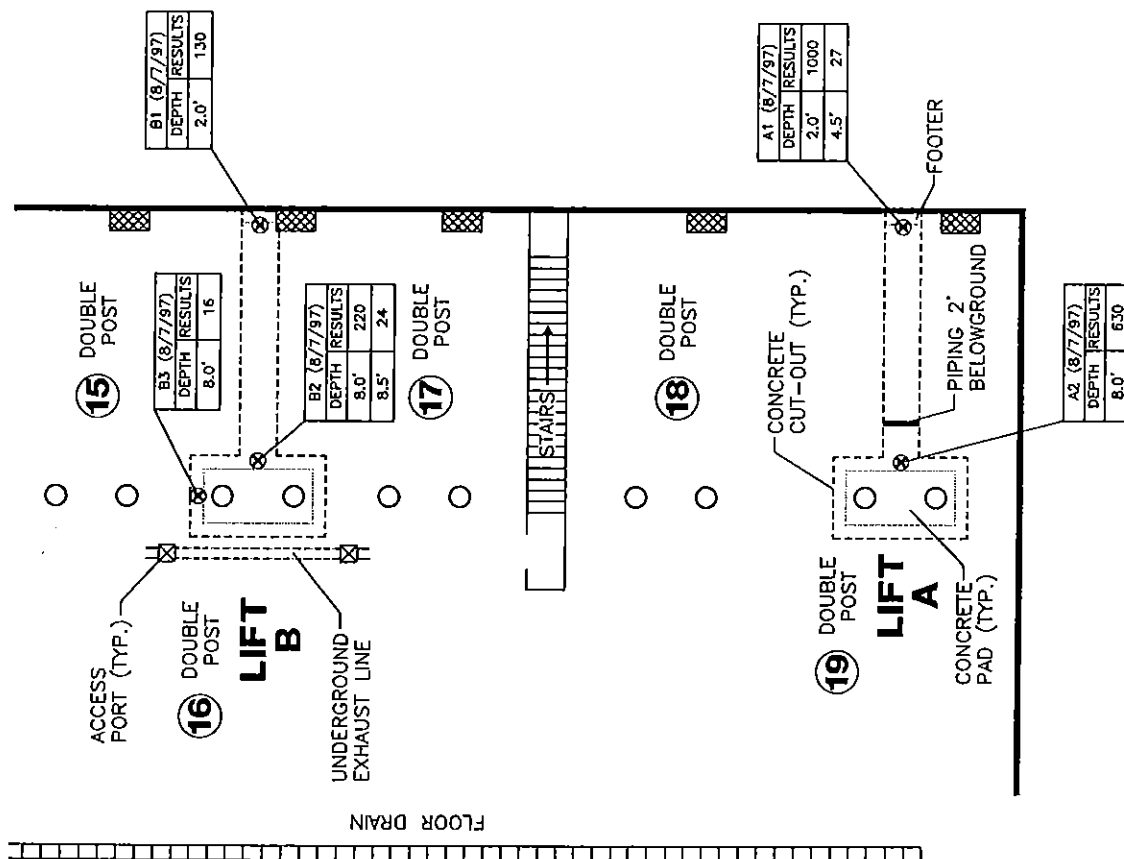 B1 (8/7/97)
DEPTH RESULTS
2.0' 130
A1 (8/7/97)
DEPTH RESULTS
2.0' 1000
4.5' 27
FOOTER
B3 (8/7/97)
DEPTH RESULTS
8.0' 16
15 DOUBLE
POST
B2 (8/7/97)
DEPTH RESULTS
8.0' 220
8.5' 24
17 DOUBLE
POST
STAIRS
18 DOUBLE
POST
CONCRETE
CUT-OUT (TYP.)
PIPING 2"
BELOWGROUND
A2 (8/7/97)
DEPTH RESULTS
8.0' 630
ACCESS
PORT (TYP.)
16 DOUBLE
POST
LIFT
B
UNDERGROUND
EXHAUST LINE
19 DOUBLE
POST
LIFT
A
CONCRETE
PAD (TYP.)
FLOOR DRAIN